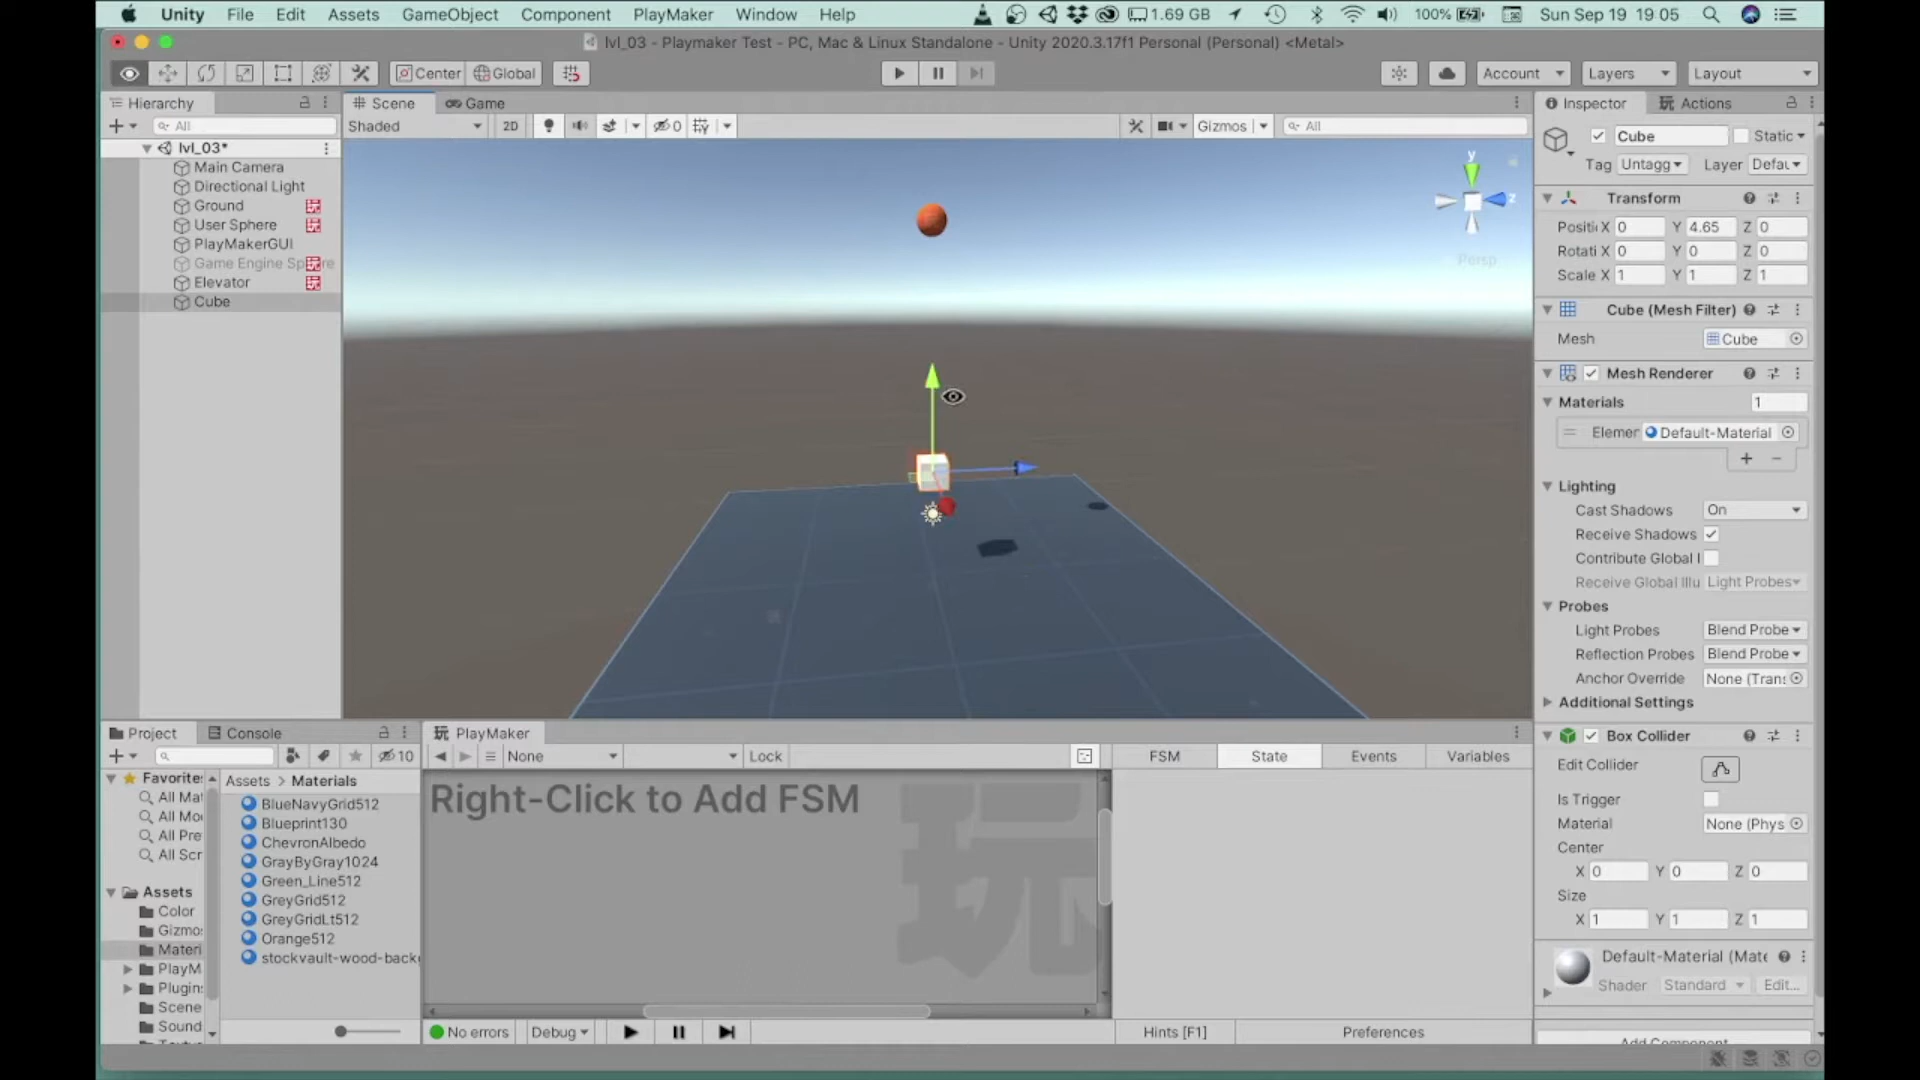 Unity File Edit Assets GameObject Component PlayMaker Window Help 1.69 GB 100% Sun Sep 19 19:05
lvl_03 - Playmaker Test - PC, Mac & Linux Standalone - Unity 2020.3.17f1 Personal (Personal) <Metal>
Center Global Account Layers Layout
Hierarchy
All
lvl_03*
Main Camera
Directional Light
Ground
User Sphere
PlayMakerGUI
Game Engine Sphere
Elevator
Cube
Scene Game
Shaded 2D 0 Gizmos All
y
z
Persp
Inspector Actions
Cube Static
Tag Untagg Layer Defau
Transform
Positi X 0 Y 4.65 Z 0
Rotati X 0 Y 0 Z 0
Scale X 1 Y 1 Z 1
Cube (Mesh Filter)
Mesh Cube
Mesh Renderer
Materials 1
Elemer Default-Material
Lighting
Cast Shadows On
Receive Shadows
Contribute Global I
Receive Global Illu Light Probes
Probes
Light Probes Blend Probe
Reflection Probes Blend Probe
Anchor Override None (Trans
Additional Settings
Box Collider
Edit Collider
Is Trigger
Material None (Phys
Center
X 0 Y 0 Z 0
Size
X 1 Y 1 Z 1
Default-Material (Mate
Shader Standard Edit...
Add Component
Project Console
10
Favorite
All Mat
All Mo
All Pre
All Scr
Assets
Color
Gizmo
Materi
PlayM
Plugin
Scene
Sound
Assets > Materials
BlueNavyGrid512
Blueprint130
ChevronAlbedo
GrayByGray1024
Green_Line512
GreyGrid512
GreyGridLt512
Orange512
stockvault-wood-back
玩 PlayMaker
None Lock
FSM State Events Variables
Right-Click to Add FSM
玩
No errors Debug Hints [F1] Preferences